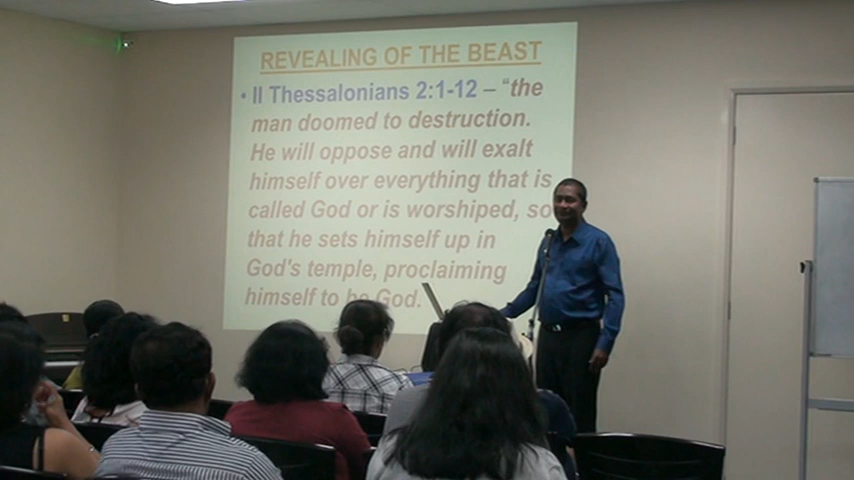 REVEALING OF THE BEAST
• II Thessalonians 2:1-12 – “the
man doomed to destruction.
He will oppose and will exalt
himself over everything that is
called God or is worshiped, so
that he sets himself up in
God's temple, proclaiming
himself to be God.